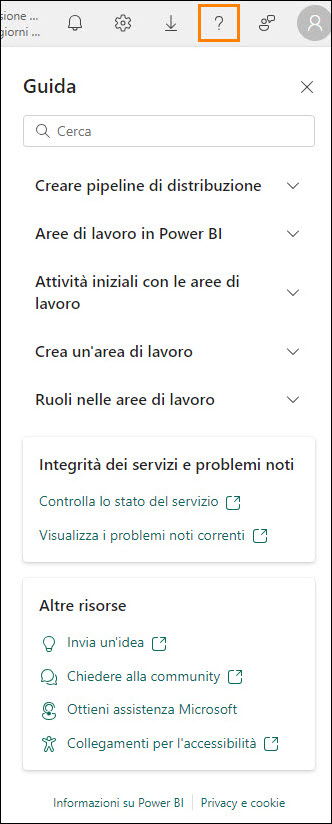 sione ...
giorni ...
?
Guida
Cerca
Creare pipeline di distribuzione
Aree di lavoro in Power BI
Attività iniziali con le aree di
lavoro
Crea un'area di lavoro
Ruoli nelle aree di lavoro
Integrità dei servizi e problemi noti
Controlla lo stato del servizio
Visualizza i problemi noti correnti
Altre risorse
Invia un'idea
Chiedere alla community
Ottieni assistenza Microsoft
Collegamenti per l'accessibilità
Informazioni su Power BI | Privacy e cookie